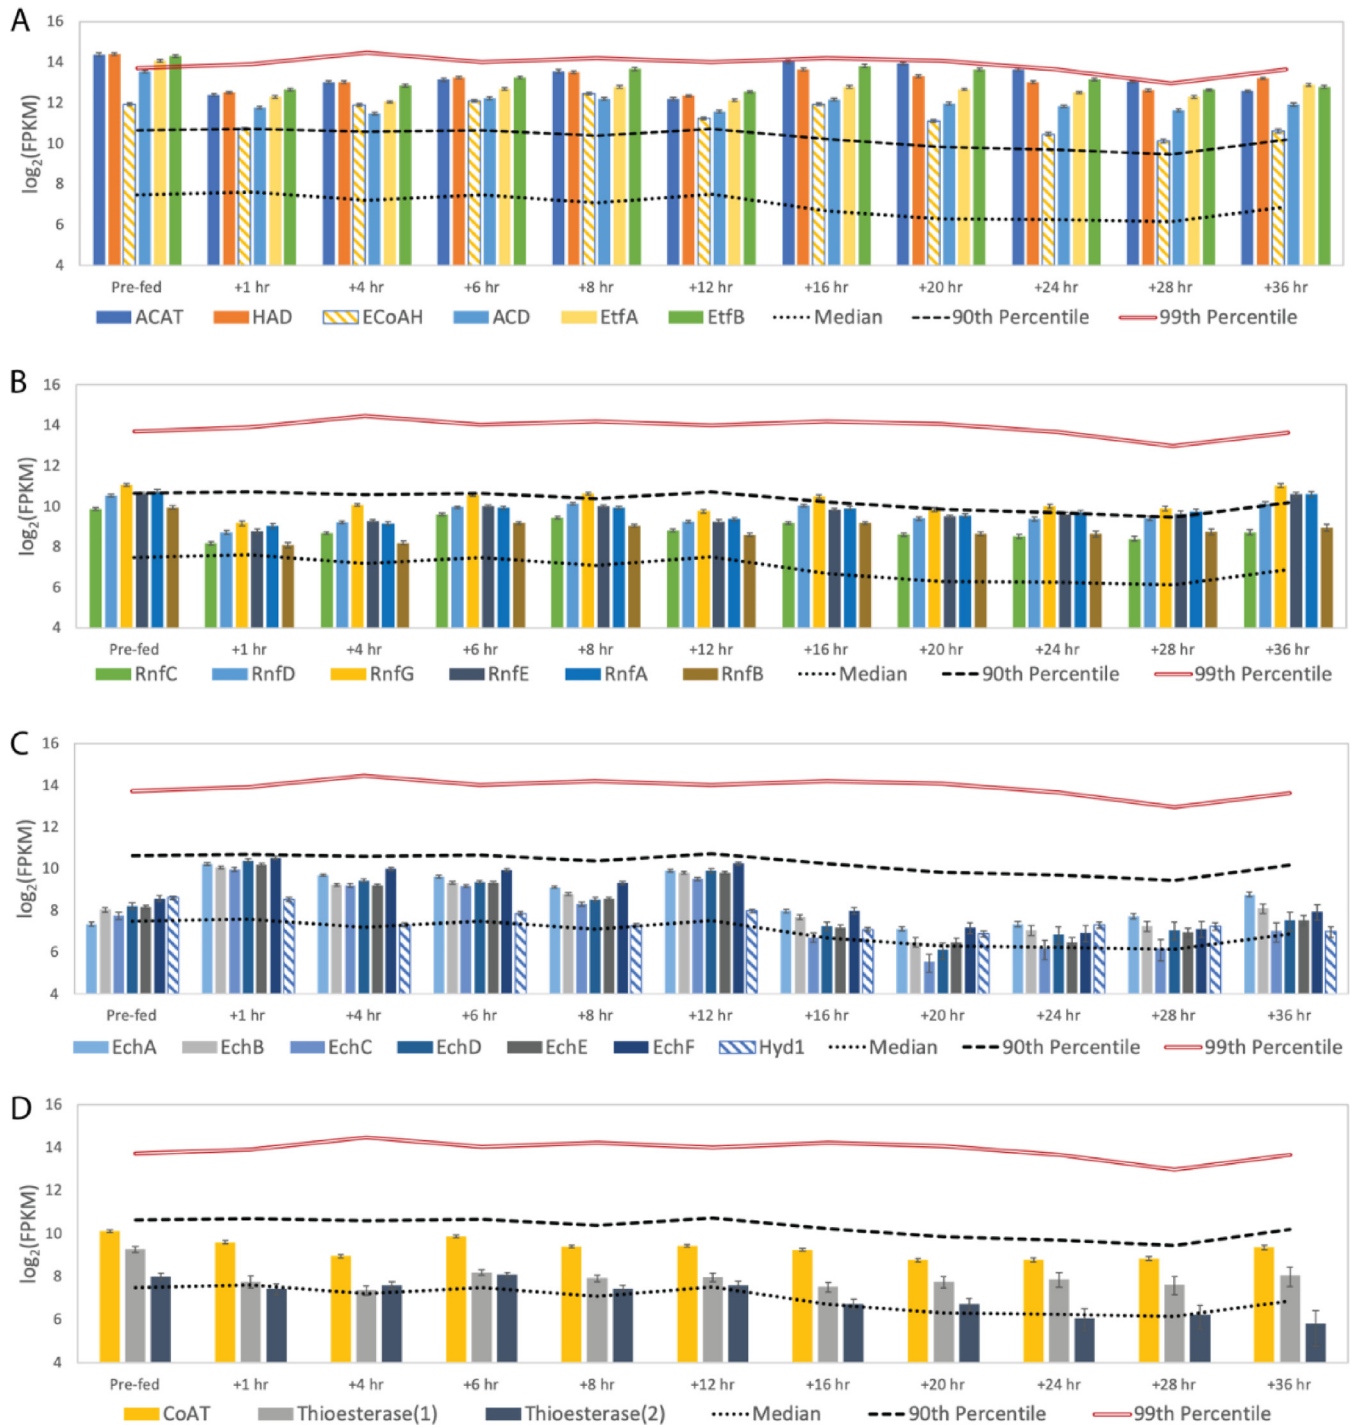 A
16
14
12
10
8
6
4
log₂(FPKM)
Pre-fed +1 hr +4 hr +6 hr +8 hr +12 hr +16 hr +20 hr +24 hr +28 hr +36 hr
ACAT HAD ECoAH ACD EtfA EtfB Median 90th Percentile 99th Percentile
B
16
14
12
10
8
6
4
log₂(FPKM)
Pre-fed +1 hr +4 hr +6 hr +8 hr +12 hr +16 hr +20 hr +24 hr +28 hr +36 hr
RnfC RnfD RnfG RnfE RnfA RnfB Median 90th Percentile 99th Percentile
C
16
14
12
10
8
6
4
log₂(FPKM)
Pre-fed +1 hr +4 hr +6 hr +8 hr +12 hr +16 hr +20 hr +24 hr +28 hr +36 hr
EchA EchB EchC EchD EchE EchF Hyd1 Median 90th Percentile 99th Percentile
D
16
14
12
10
8
6
4
log₂(FPKM)
Pre-fed +1 hr +4 hr +6 hr +8 hr +12 hr +16 hr +20 hr +24 hr +28 hr +36 hr
CoAT Thioesterase(1) Thioesterase(2) Median 90th Percentile 99th Percentile